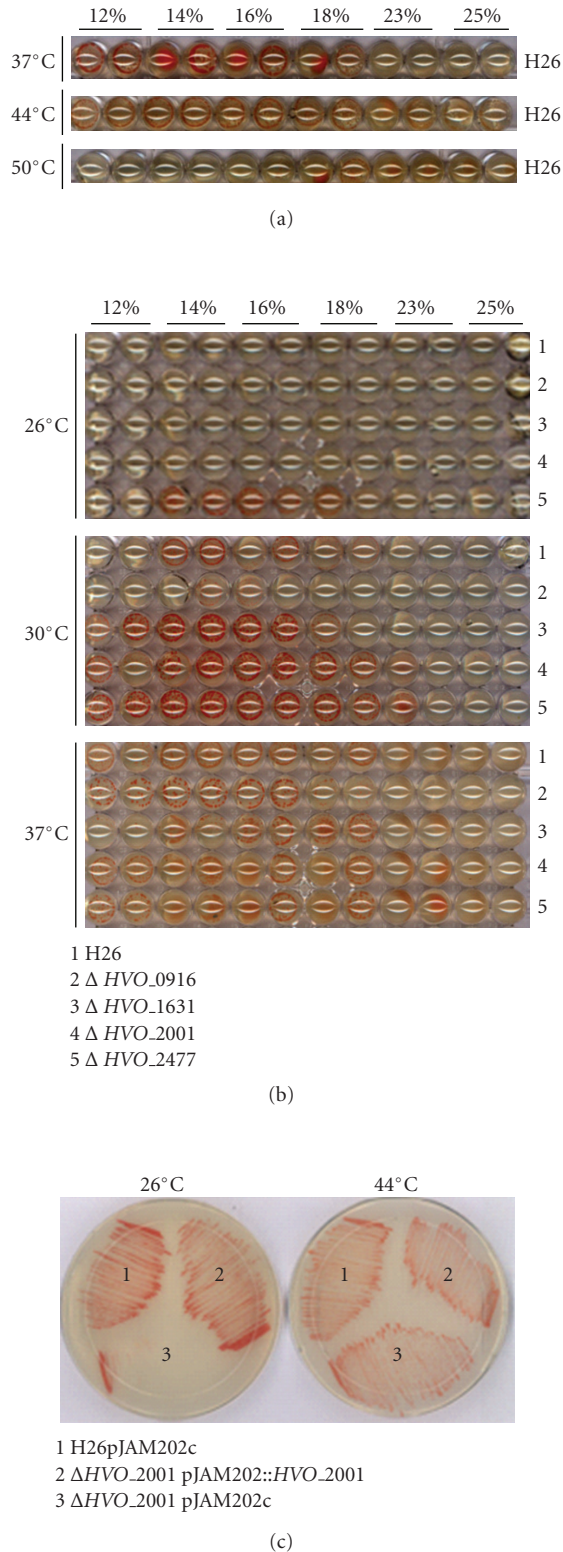 12% 14% 16% 18% 23% 25%
37°C H26
44°C H26
50°C H26
(a)
12% 14% 16% 18% 23% 25%
26°C
1
2
3
4
5
30°C
1
2
3
4
5
37°C
1
2
3
4
5
1 H26
2 Δ HVO_0916
3 Δ HVO_1631
4 Δ HVO_2001
5 Δ HVO_2477
(b)
26°C 44°C
1 2 1 2
3 3
1 H26pJAM202c
2 ΔHVO_2001 pJAM202::HVO_2001
3 ΔHVO_2001 pJAM202c
(c)